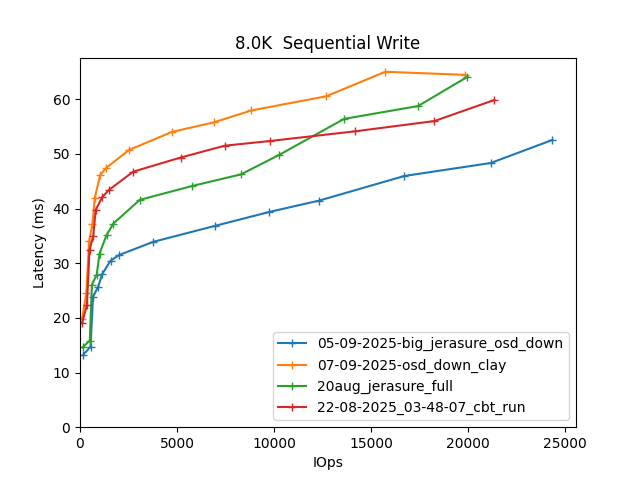 8.0K  Sequential Write
Latency (ms)
60
50
40
30
20
10
0
0 5000 10000 15000 20000 25000
IOps
05-09-2025-big_jerasure_osd_down
07-09-2025-osd_down_clay
20aug_jerasure_full
22-08-2025_03-48-07_cbt_run